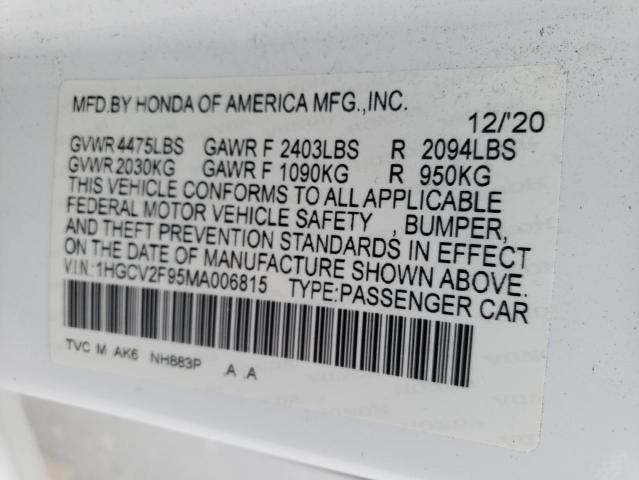 MFD.BY HONDA OF AMERICA MFG.,INC.
12/'20
GVWR 4475LBS GAWR F 2403LBS R 2094LBS
GVWR 2030KG GAWR F 1090KG R 950KG
THIS VEHICLE CONFORMS TO ALL APPLICABLE
FEDERAL MOTOR VEHICLE SAFETY , BUMPER,
AND THEFT PREVENTION STANDARDS IN EFFECT
ON THE DATE OF MANUFACTURE SHOWN ABOVE.
V.I.N.:1HGCV2F95MA006815 TYPE:PASSENGER CAR
TVC M AK6 NH883P .A .A